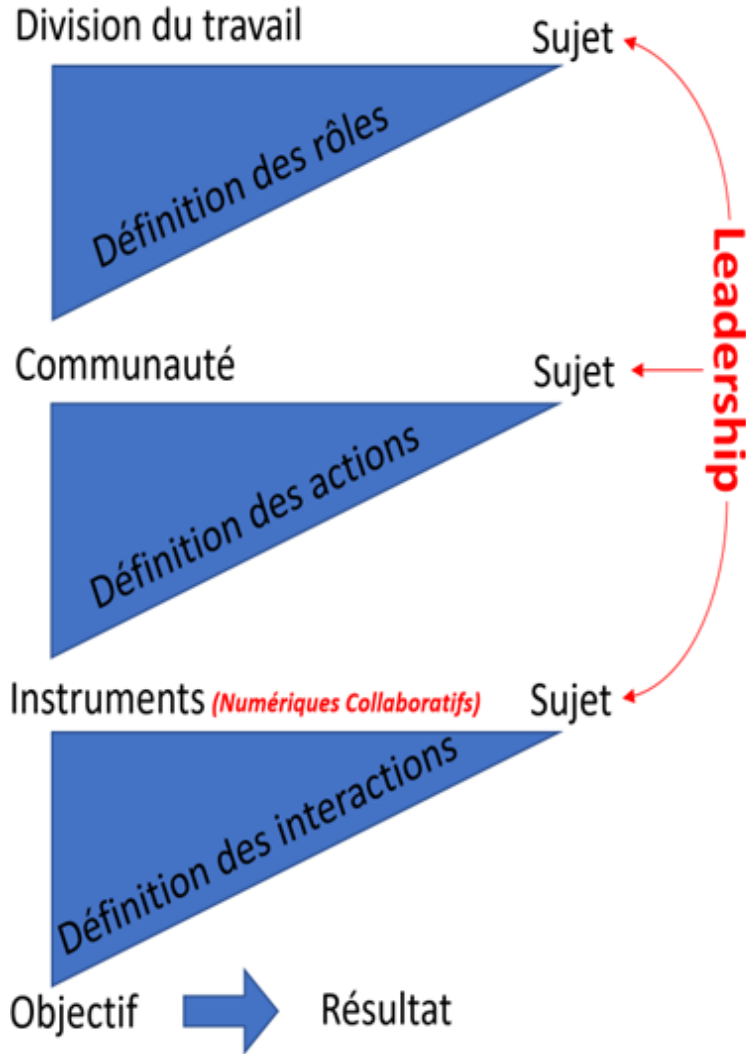 Division du travail
Sujet
Définition des rôles
Leadership
Communauté
Sujet
Définition des actions
Instruments (Numériques Collaboratifs)
Sujet
Définition des interactions
Objectif
Résultat